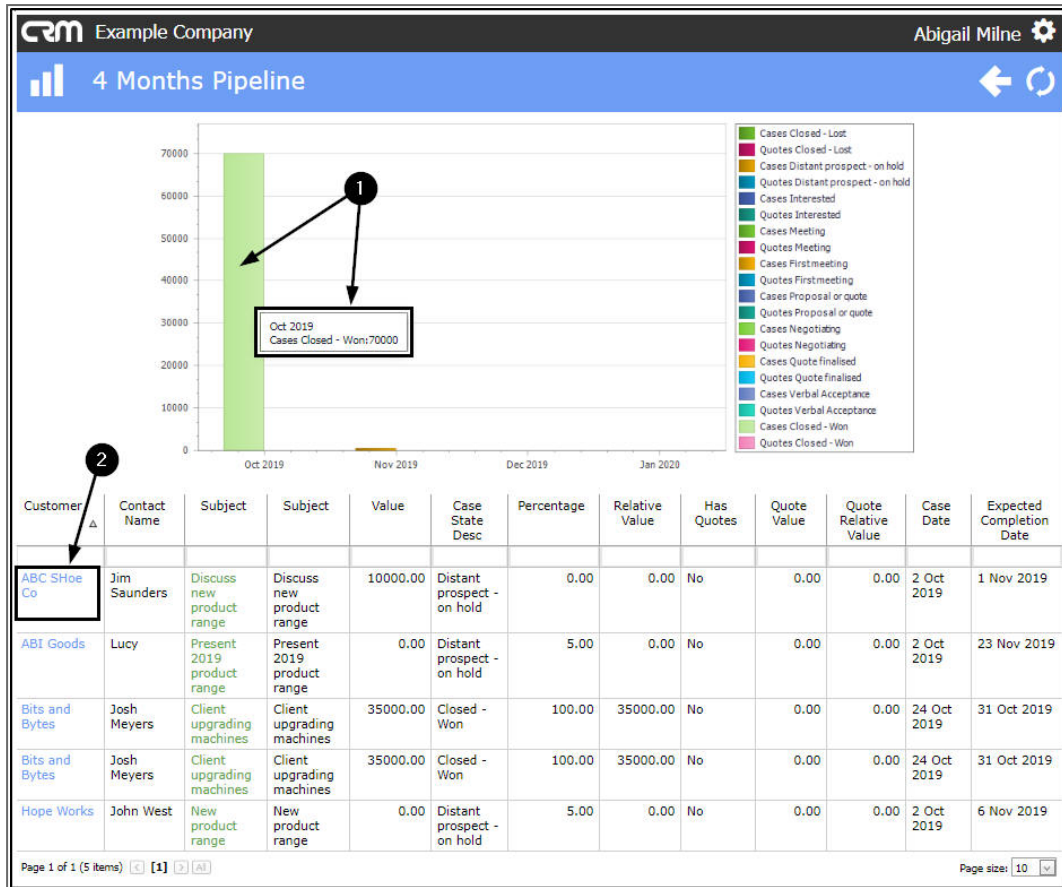 CRM Example Company
Abigail Milne
4 Months Pipeline
70000
60000
50000
40000
30000
20000
10000
0
Oct 2019
Nov 2019
Dec 2019
Jan 2020
1
Oct 2019
Cases Closed - Won:70000
Cases Closed - Lost
Quotes Closed - Lost
Cases Distant prospect - on hold
Quotes Distant prospect - on hold
Cases Interested
Quotes Interested
Cases Meeting
Quotes Meeting
Cases Firstmeeting
Quotes Firstmeeting
Cases Proposal or quote
Quotes Proposal or quote
Cases Negotiating
Quotes Negotiating
Cases Quote finalised
Quotes Quote finalised
Cases Verbal Acceptance
Quotes Verbal Acceptance
Cases Closed - Won
Quotes Closed - Won
2
Customer
Contact
Name
Subject
Subject
Value
Case
State
Desc
Percentage
Relative
Value
Has
Quotes
Quote
Value
Quote
Relative
Value
Case
Date
Expected
Completion
Date
ABC SHoe
Co
Jim
Saunders
Discuss
new
product
range
Discuss
new
product
range
10000.00
Distant
prospect -
on hold
0.00
0.00
No
0.00
0.00
2 Oct
2019
1 Nov 2019
ABI Goods
Lucy
Present
2019
product
range
Present
2019
product
range
0.00
Distant
prospect -
on hold
5.00
0.00
No
0.00
0.00
2 Oct
2019
23 Nov 2019
Bits and
Bytes
Josh
Meyers
Client
upgrading
machines
Client
upgrading
machines
35000.00
Closed -
Won
100.00
35000.00
No
0.00
0.00
24 Oct
2019
31 Oct 2019
Bits and
Bytes
Josh
Meyers
Client
upgrading
machines
Client
upgrading
machines
35000.00
Closed -
Won
100.00
35000.00
No
0.00
0.00
24 Oct
2019
31 Oct 2019
Hope Works
John West
New
product
range
New
product
range
0.00
Distant
prospect -
on hold
5.00
0.00
No
0.00
0.00
2 Oct
2019
6 Nov 2019
Page 1 of 1 (5 items) < [1] > All
Page size: 10